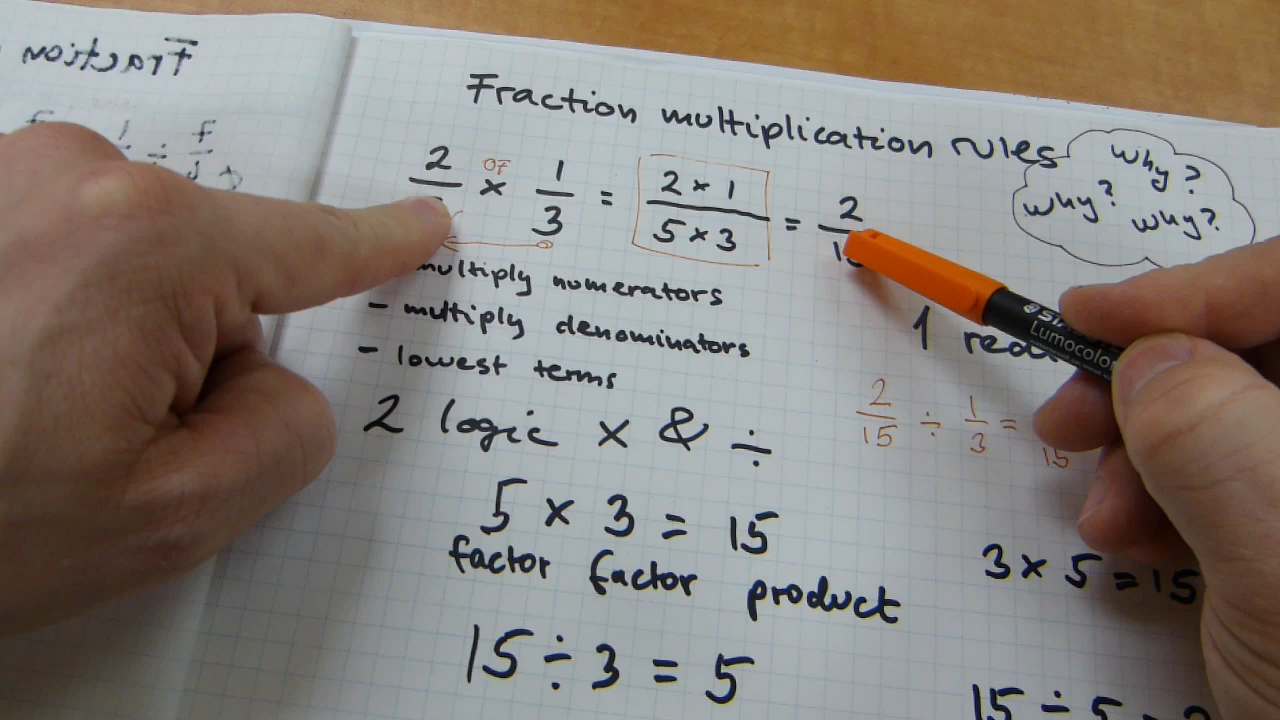 Fraction
Fraction multiplication rules
why?
why? why?
2/ OF × 1/3 = 2 × 1/5 × 3 = 2/
multiply numerators
- multiply denominators
- lowest terms
1
2 logic × & ÷
2/15 ÷ 1/3 =
15
5 × 3 = 15
factor factor product
3 × 5 = 15
15 ÷ 3 = 5
15 ÷ 5
Lumocolor